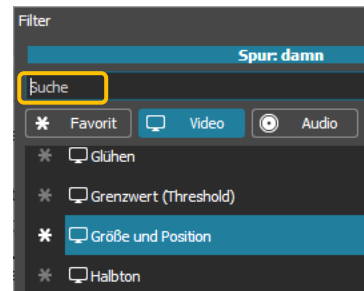 Filter
Spur: damn
Suche
Favorit Video Audio
Glühen
Grenzwert (Threshold)
Größe und Position
Halbton